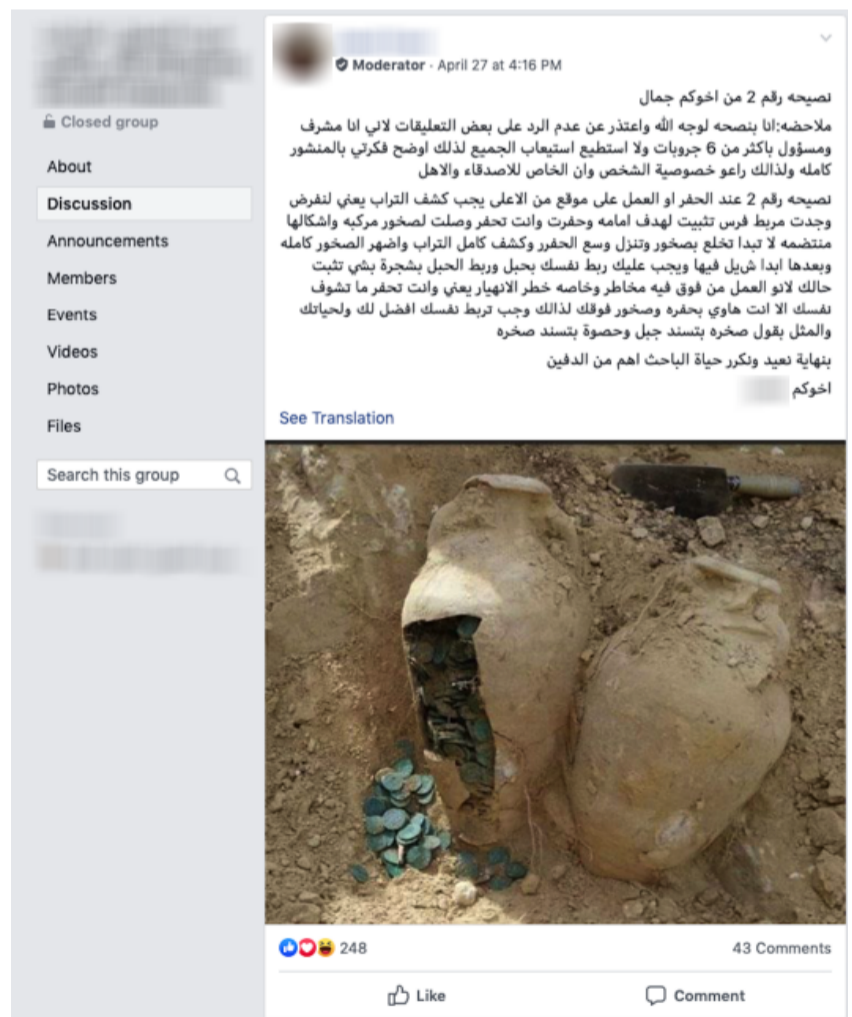 Closed group
About
Discussion
Announcements
Members
Events
Videos
Photos
Files
Search this group
Moderator · April 27 at 4:16 PM
نصيحه رقم 2 من اخوكم جمال
ملاحضه:انا بنصحه لوجه الله واعتذر عن عدم الرد على بعض التعليقات لاني انا مشرف
ومسؤول باكثر من 6 جروبات ولا استطيع استيعاب الجميع لذلك اوضح فكرتي بالمنشور
كامله ولذالك راعو خصوصية الشخص وان الخاص للاصدقاء والاهل
نصيحه رقم 2 عند الحفر او العمل على موقع من الاعلى يجب كشف التراب يعني لنفرض
وجدت مربط فرس تثبيت لهدف امامه وحفرت وانت تحفر وصلت لصخور مركبه واشكالها
منتضمه لا تبدا تخلع بصخور وتنزل وسع الحفرر وكشف كامل التراب واضهر الصخور كامله
وبعدها ابدا شيل فيها ويجب عليك ربط نفسك بحبل وربط الحبل بشجرة بشي تثبت
حالك لانو العمل من فوق فيه مخاطر وخاصه خطر الانهيار يعني وانت تحفر ما تشوف
نفسك الا انت هاوي بحفره وصخور فوقك لذالك وجب تربط نفسك افضل لك ولحياتك
والمثل بقول صخره بتسند جبل وحصوة بتسند صخره
بنهاية نعيد ونكرر حياة الباحث اهم من الدفين
اخوكم
See Translation
248
43 Comments
Like
Comment